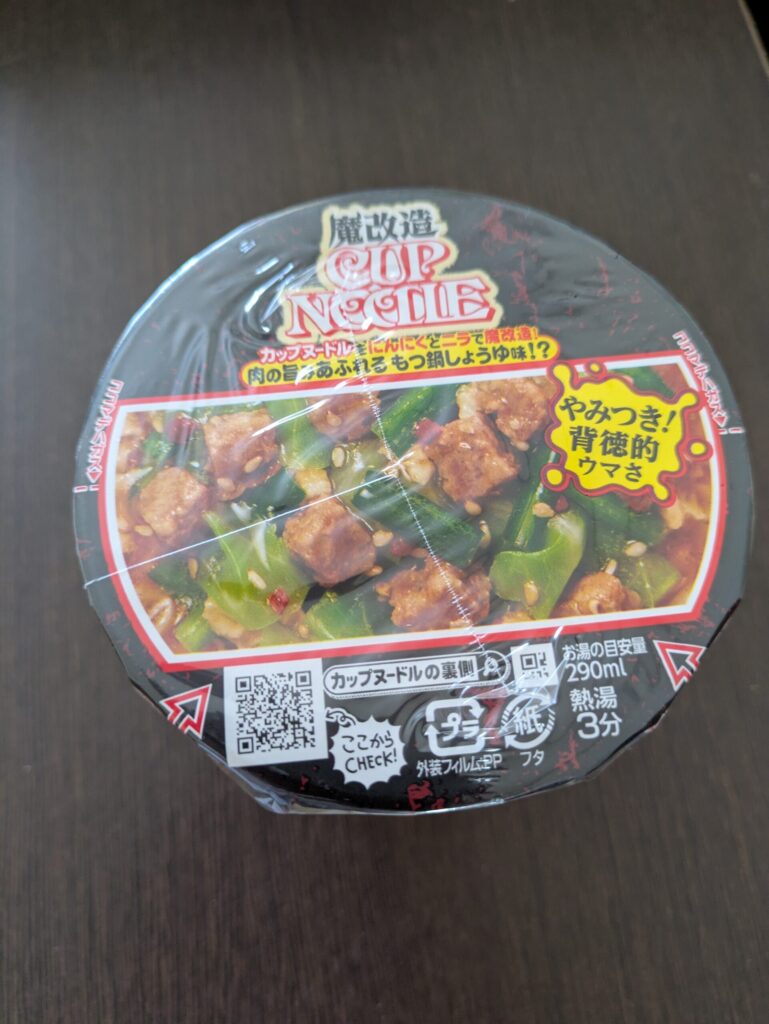 魔改造
CUP
NOODLE
カップヌードルをにんにくとニラで魔改造!
肉の旨みあふれる もつ鍋しょうゆ味!?
やみつき!
背徳的
ウマさ
カップヌードルの裏側
お湯の目安量
290ml
熱湯
3分
ここから
CHECK!
プラ
外装フィルム:PP
紙
フタ